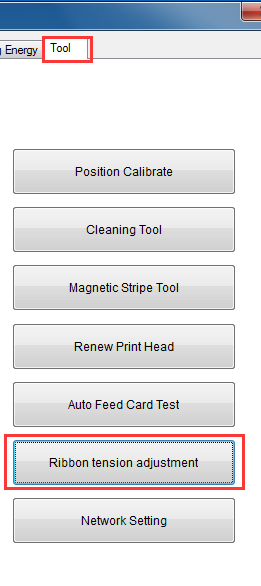 Energy Tool
Position Calibrate
Cleaning Tool
Magnetic Stripe Tool
Renew Print Head
Auto Feed Card Test
Ribbon tension adjustment
Network Setting